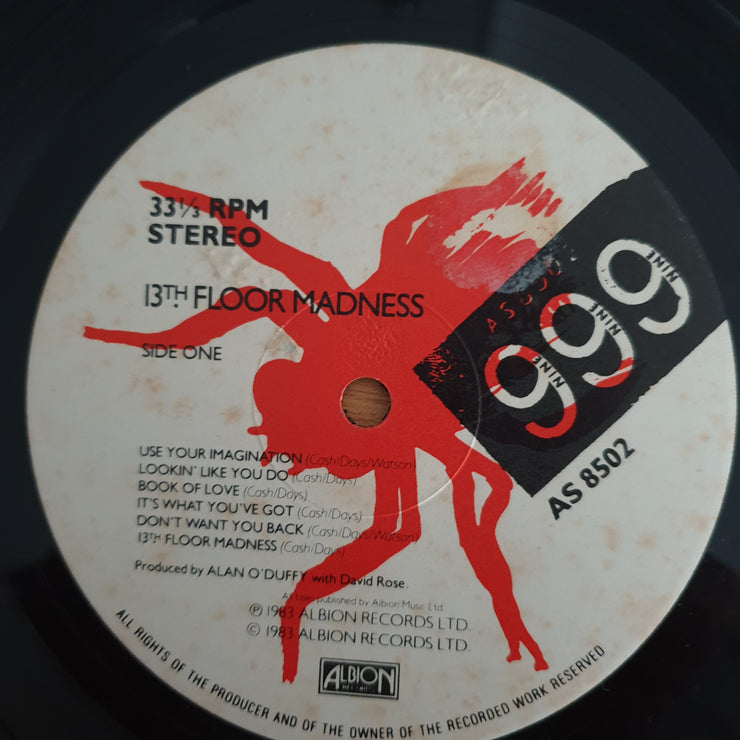 33⅓ RPM
STEREO
13TH FLOOR MADNESS
SIDE ONE
999
NINE NINE NINE
AS 8502
USE YOUR IMAGINATION (Cash/Days/Watson)
LOOKIN' LIKE YOU DO (Cash/Days)
BOOK OF LOVE (Cash/Days)
IT'S WHAT YOU'VE GOT (Cash/Days)
DON'T WANT YOU BACK (Cash/Days/Watson)
13TH FLOOR MADNESS (Cash/Days)
Produced by ALAN O'DUFFY with David Rose.
All titles published by Albion Music Ltd
Ⓟ 1983 ALBION RECORDS LTD.
© 1983 ALBION RECORDS LTD.
ALBION
RECORDS
ALL RIGHTS OF THE PRODUCER AND OF THE OWNER OF THE RECORDED WORK RESERVED